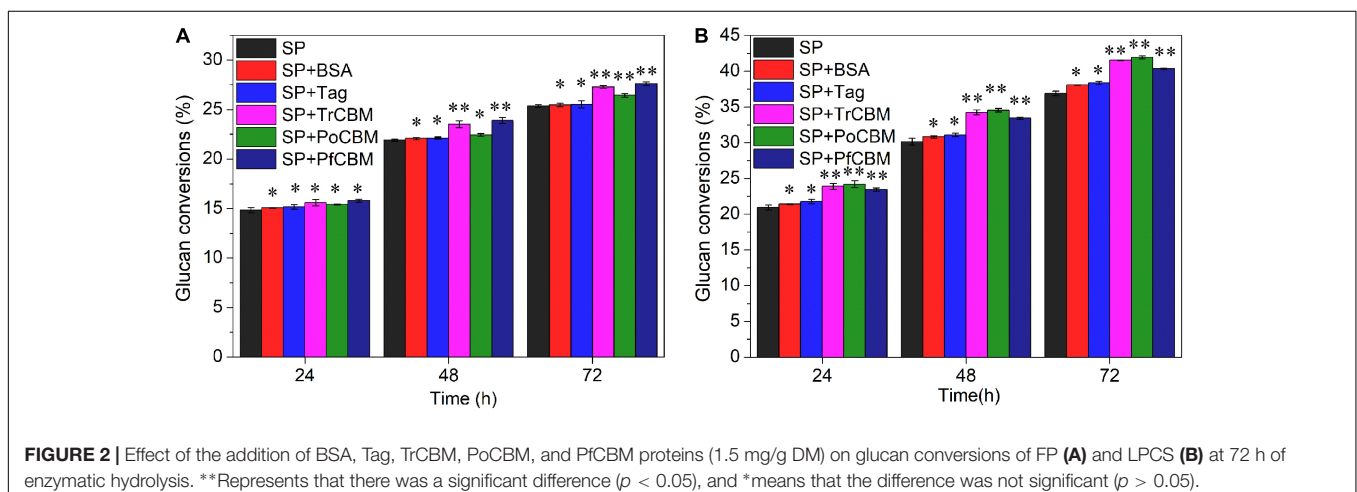 A
SP
SP+BSA
SP+Tag
SP+TrCBM
SP+PoCBM
SP+PfCBM
Glucan conversions (%)
30
25
20
15
10
5
0
* * * * *
* * ** * **
* * ** ** **
24 48 72
Time (h)
B
SP
SP+BSA
SP+Tag
SP+TrCBM
SP+PoCBM
SP+PfCBM
Glucan conversions (%)
45
40
35
30
25
20
15
10
5
0
* * ** ** **
* * ** ** **
* * ** ** **
24 48 72
Time(h)
FIGURE 2 | Effect of the addition of BSA, Tag, TrCBM, PoCBM, and PfCBM proteins (1.5 mg/g DM) on glucan conversions of FP (A) and LPCS (B) at 72 h of
enzymatic hydrolysis. **Represents that there was a significant difference (p < 0.05), and *means that the difference was not significant (p > 0.05).